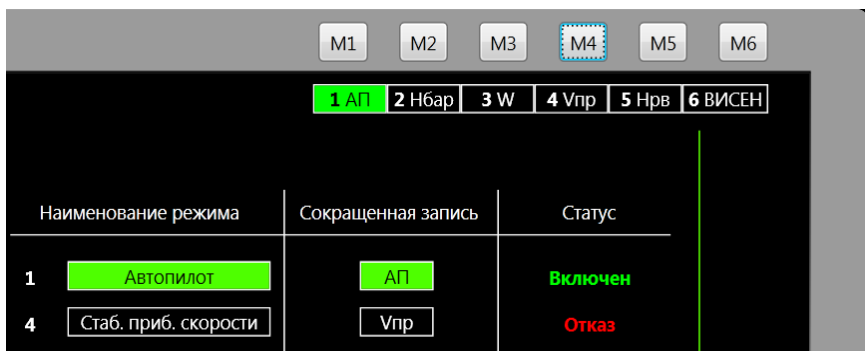 M1 M2 M3 M4 M5 M6
1 АП 2 Нбар 3 W 4 Vпр 5 Нрв 6 ВИСЕН
Наименование режима Сокращенная запись Статус
1 Автопилот АП Включен
4 Стаб. приб. скорости Vпр Отказ